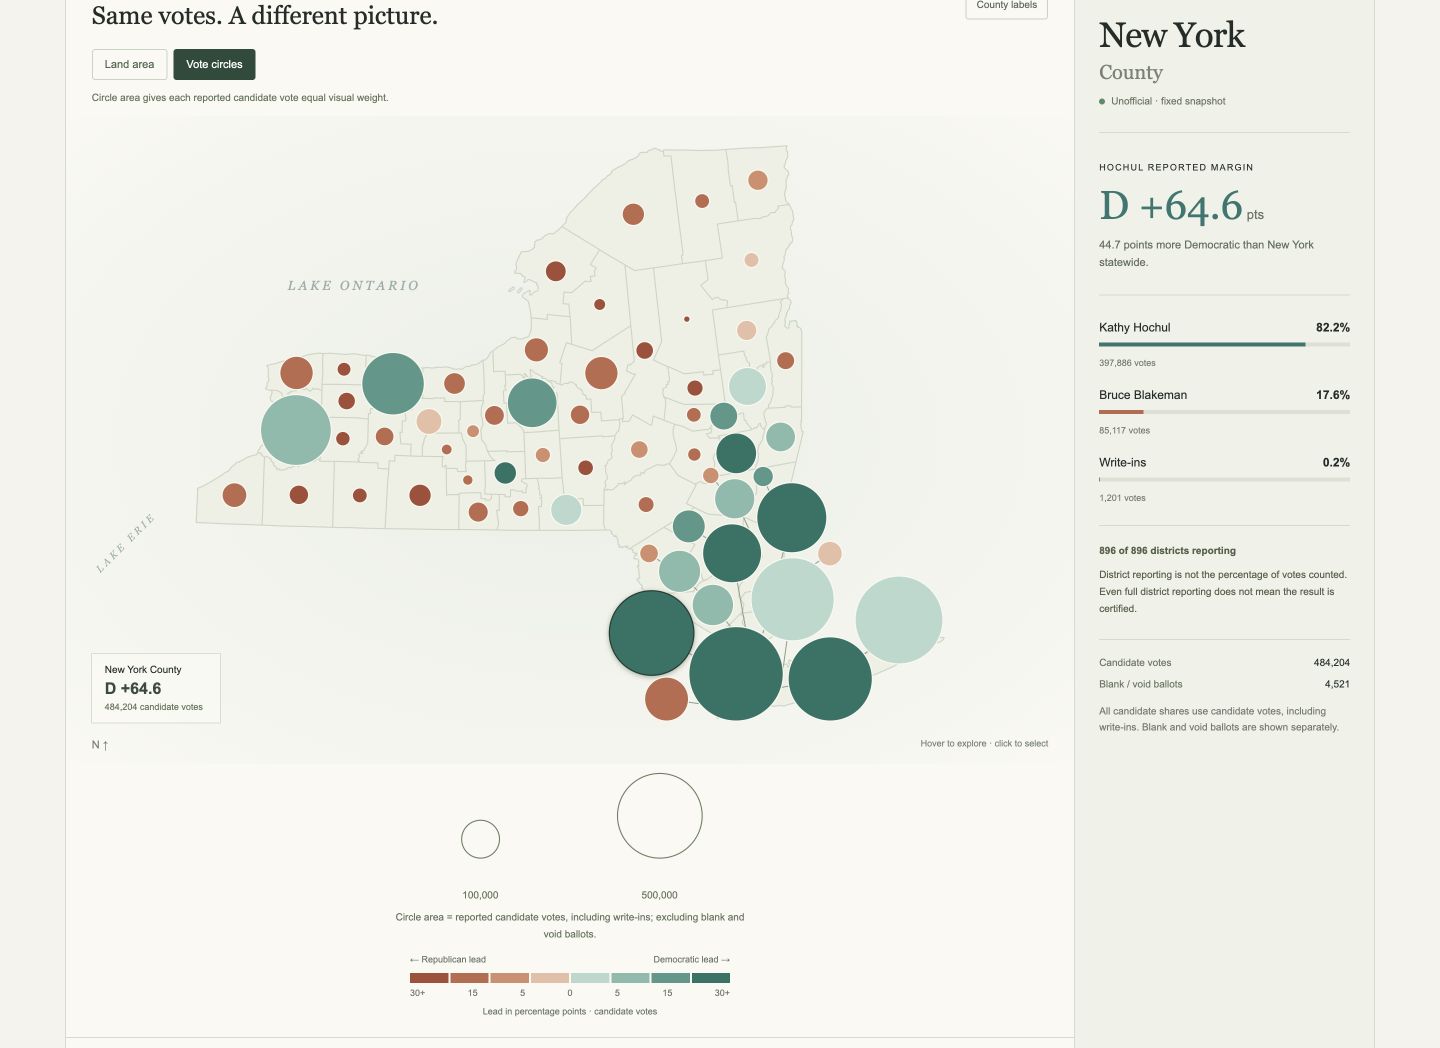 Same votes. A different picture.
County labels
Land area
Vote circles
Circle area gives each reported candidate vote equal visual weight.
LAKE ONTARIO
LAKE ERIE
New York County
D +64.6
484,204 candidate votes
N ↑
Hover to explore · click to select
100,000
500,000
Circle area = reported candidate votes, including write-ins; excluding blank and
void ballots.
← Republican lead
Democratic lead →
30+
15
5
0
5
15
30+
Lead in percentage points · candidate votes
New York
County
Unofficial · fixed snapshot
HOCHUL REPORTED MARGIN
D +64.6 pts
44.7 points more Democratic than New York
statewide.
Kathy Hochul 82.2%
397,886 votes
Bruce Blakeman 17.6%
85,117 votes
Write-ins 0.2%
1,201 votes
896 of 896 districts reporting
District reporting is not the percentage of votes counted.
Even full district reporting does not mean the result is
certified.
Candidate votes 484,204
Blank / void ballots 4,521
All candidate shares use candidate votes, including
write-ins. Blank and void ballots are shown separately.